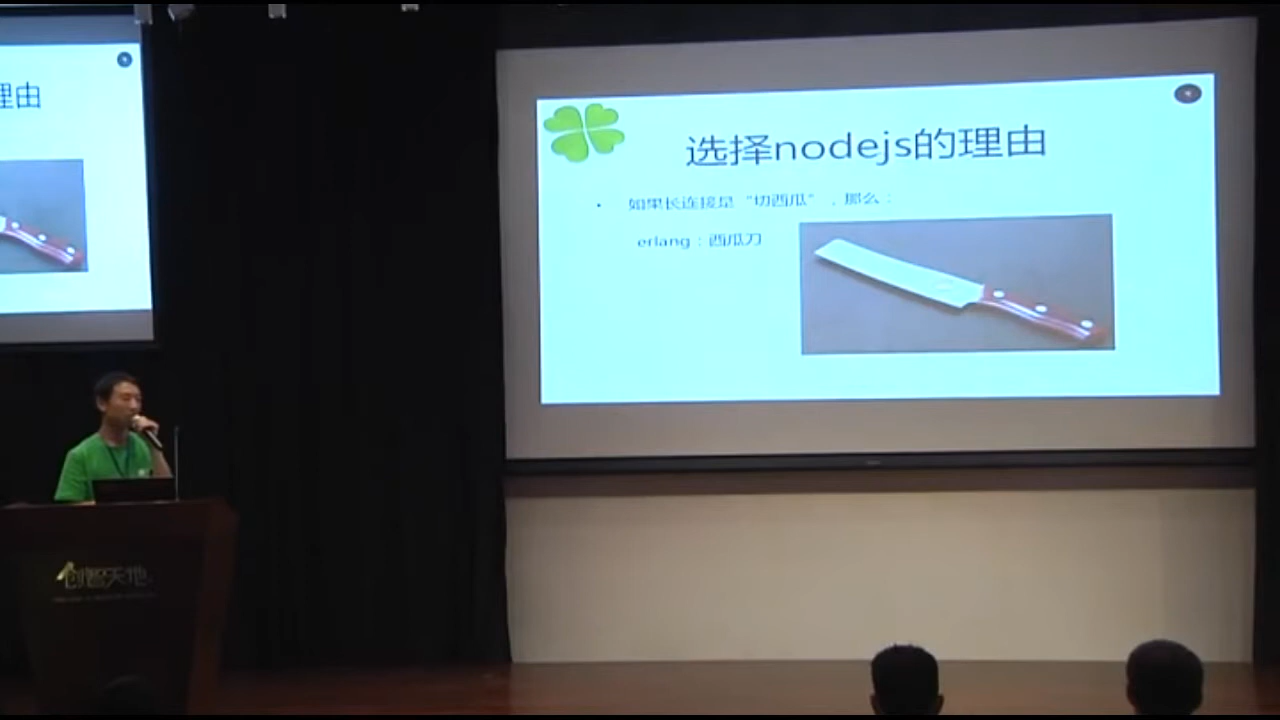 理由
选择nodejs的理由
• 如果长连接是“切西瓜”，那么：
erlang：西瓜刀
创智天地